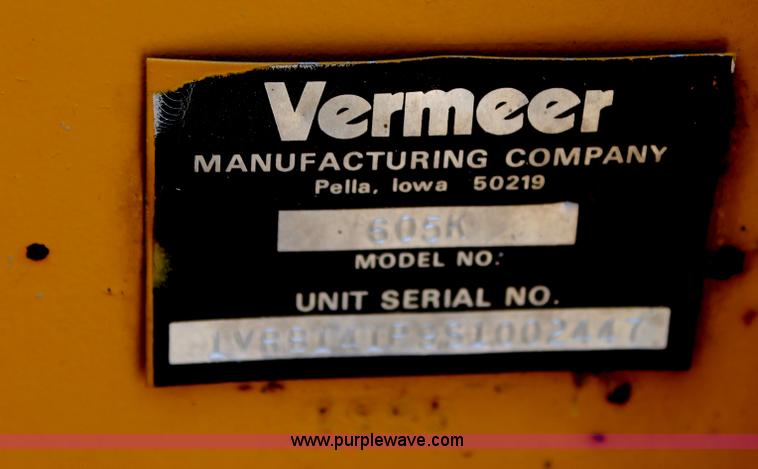 Vermeer
MANUFACTURING COMPANY
Pella, Iowa 50219
605K
MODEL NO.
UNIT SERIAL NO.
www.purplewave.com